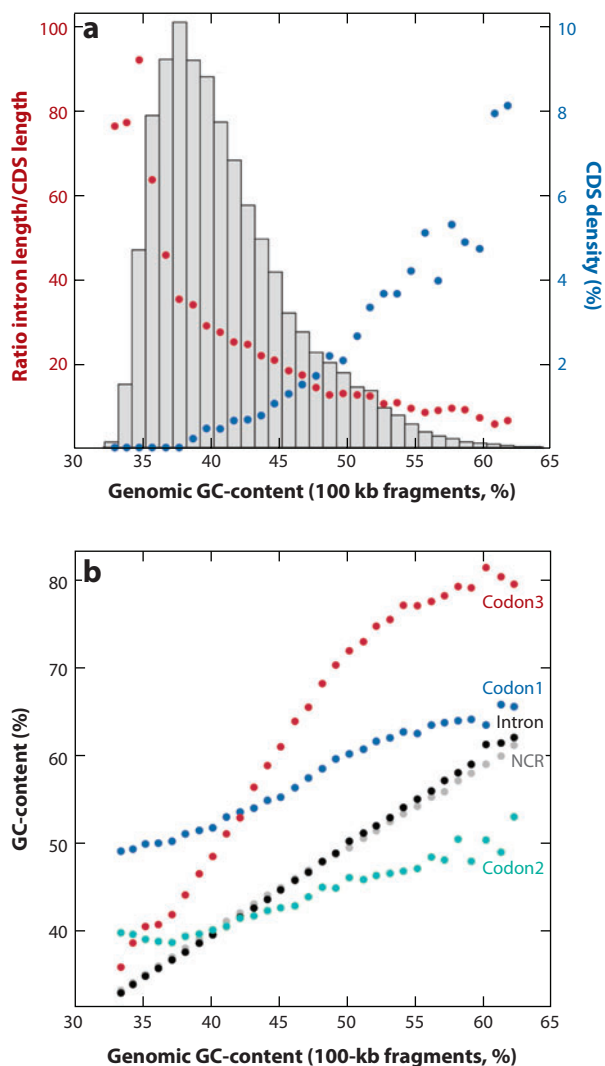 a
Ratio intron length/CDS length
100
80
60
40
20
10
8
6
4
2
CDS density (%)
30 35 40 45 50 55 60 65
Genomic GC-content (100 kb fragments, %)
b
GC-content (%)
80
70
60
50
40
Codon3
Codon1
Intron
NCR
Codon2
30 35 40 45 50 55 60 65
Genomic GC-content (100-kb fragments, %)